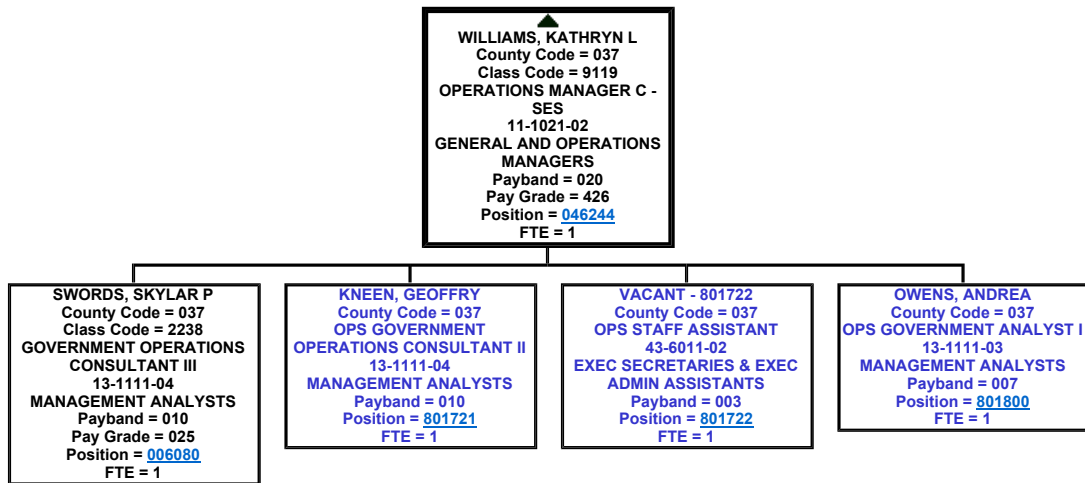 WILLIAMS, KATHRYN L
County Code = 037
Class Code = 9119
OPERATIONS MANAGER C -
SES
11-1021-02
GENERAL AND OPERATIONS
MANAGERS
Payband = 020
Pay Grade = 426
Position = 046244
FTE = 1
SWORDS, SKYLAR P
County Code = 037
Class Code = 2238
GOVERNMENT OPERATIONS
CONSULTANT III
13-1111-04
MANAGEMENT ANALYSTS
Payband = 010
Pay Grade = 025
Position = 006080
FTE = 1
KNEEN, GEOFFRY
County Code = 037
OPS GOVERNMENT
OPERATIONS CONSULTANT II
13-1111-04
MANAGEMENT ANALYSTS
Payband = 010
Position = 801721
FTE = 1
VACANT - 801722
County Code = 037
OPS STAFF ASSISTANT
43-6011-02
EXEC SECRETARIES & EXEC
ADMIN ASSISTANTS
Payband = 003
Position = 801722
FTE = 1
OWENS, ANDREA
County Code = 037
OPS GOVERNMENT ANALYST I
13-1111-03
MANAGEMENT ANALYSTS
Payband = 007
Position = 801800
FTE = 1